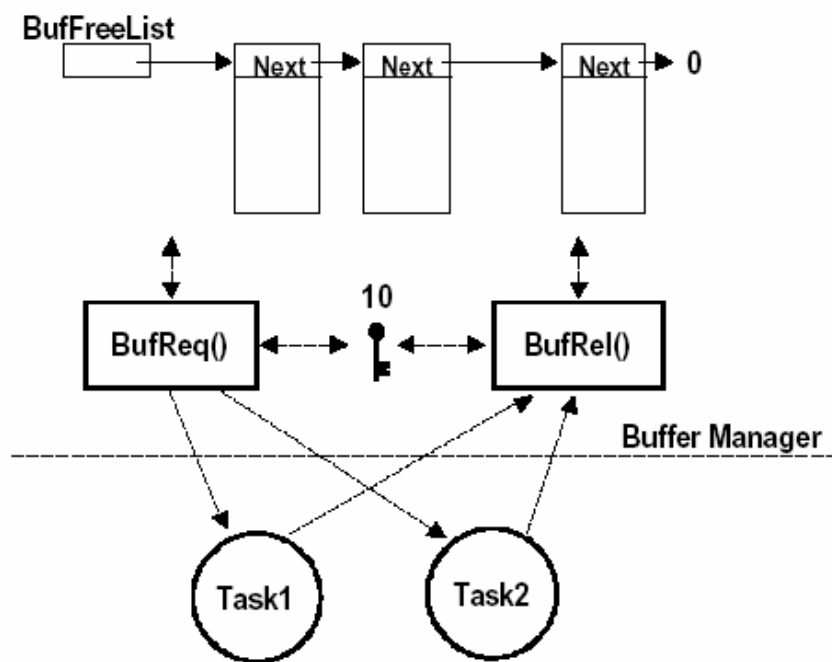 BufFreeList
Next Next Next 0
10
BufReq() BufRel()
Buffer Manager
Task1 Task2